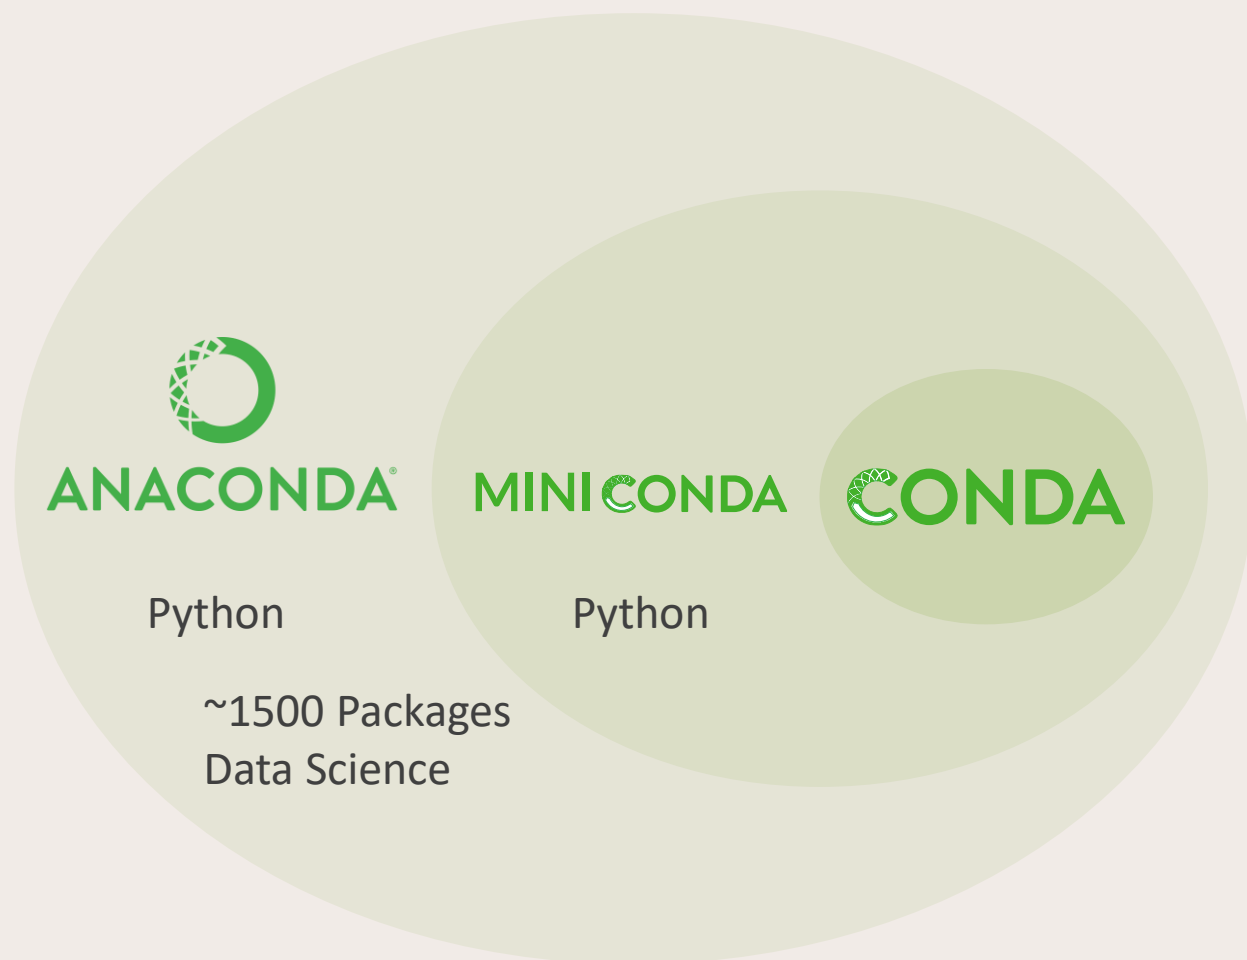 ANACONDA®
MINICONDA
CONDA
Python
Python
~1500 Packages
Data Science